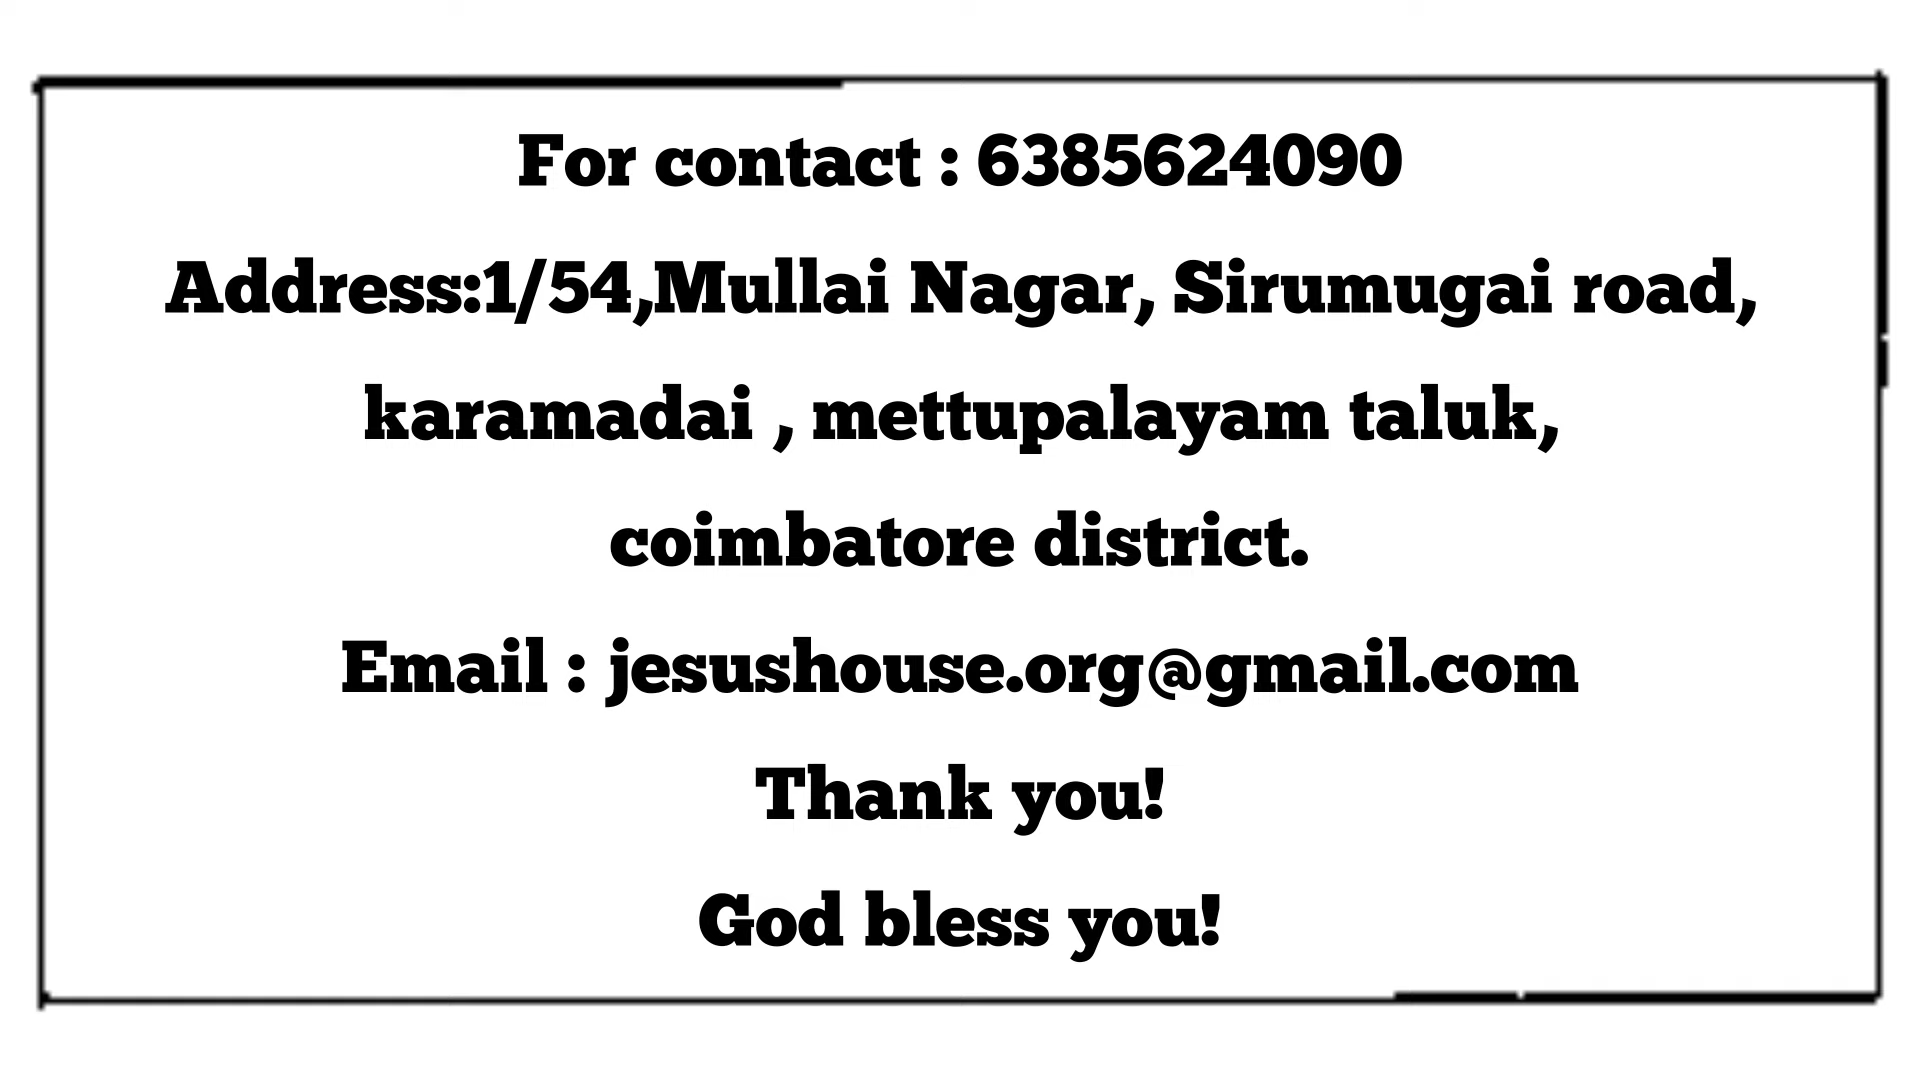 For contact : 6385624090
Address:1/54,Mullai Nagar, Sirumugai road,
karamadai , mettupalayam taluk,
coimbatore district.
Email : jesushouse.org@gmail.com
Thank you!
God bless you!